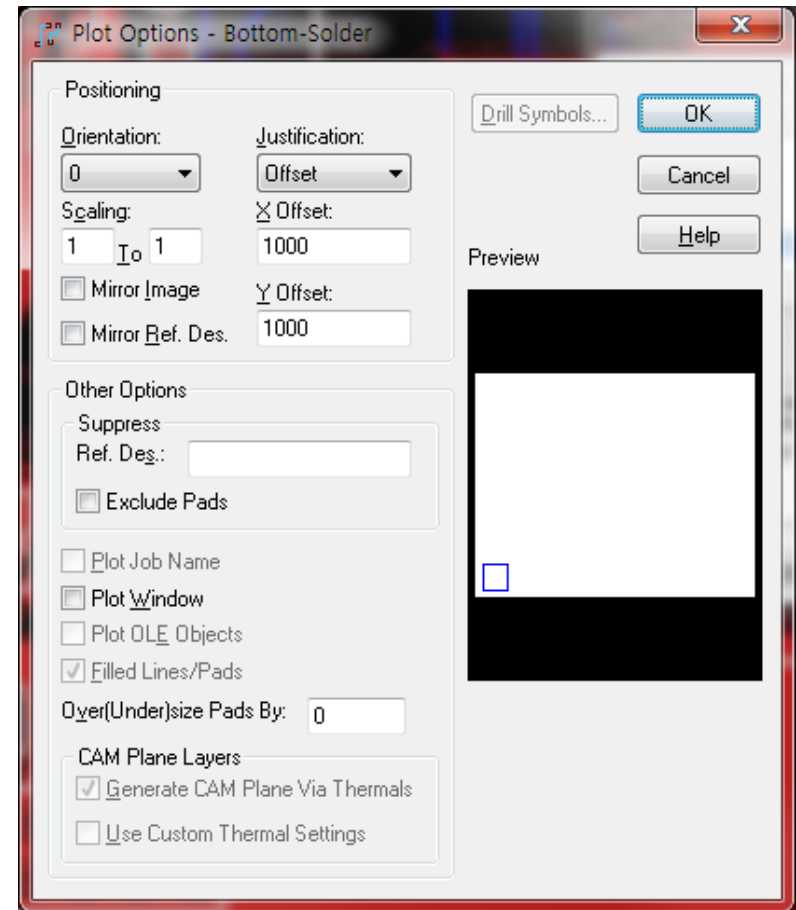 Plot Options - Bottom-Solder
Positioning
Orientation:
Justification:
0
Offset
Scaling:
X Offset:
1 To 1
1000
Mirror Image
Y Offset:
Mirror Ref. Des.
1000
Drill Symbols...
OK
Cancel
Help
Preview
Other Options
Suppress
Ref. Des.:
Exclude Pads
Plot Job Name
Plot Window
Plot OLE Objects
Filled Lines/Pads
Over(Under)size Pads By: 0
CAM Plane Layers
Generate CAM Plane Via Thermals
Use Custom Thermal Settings